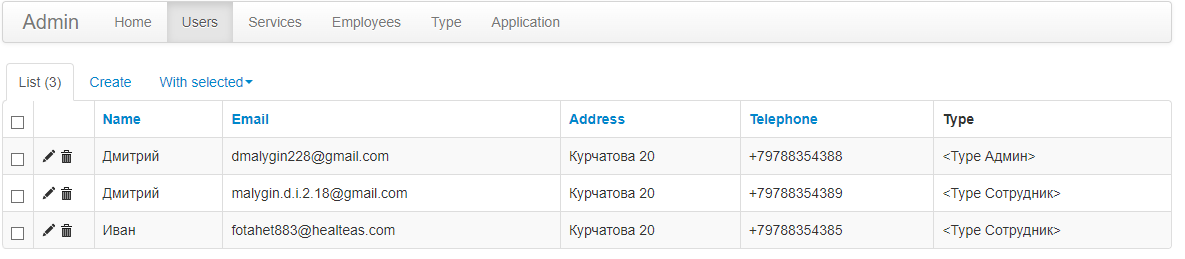 Admin Home Users Services Employees Type Application
List (3) Create With selected
Name Email Address Telephone Type
Дмитрий dmalygin228@gmail.com Курчатова 20 +79788354388 <Type Админ>
Дмитрий malygin.d.i.2.18@gmail.com Курчатова 20 +79788354389 <Type Сотрудник>
Иван fotahet883@healteas.com Курчатова 20 +79788354385 <Type Сотрудник>